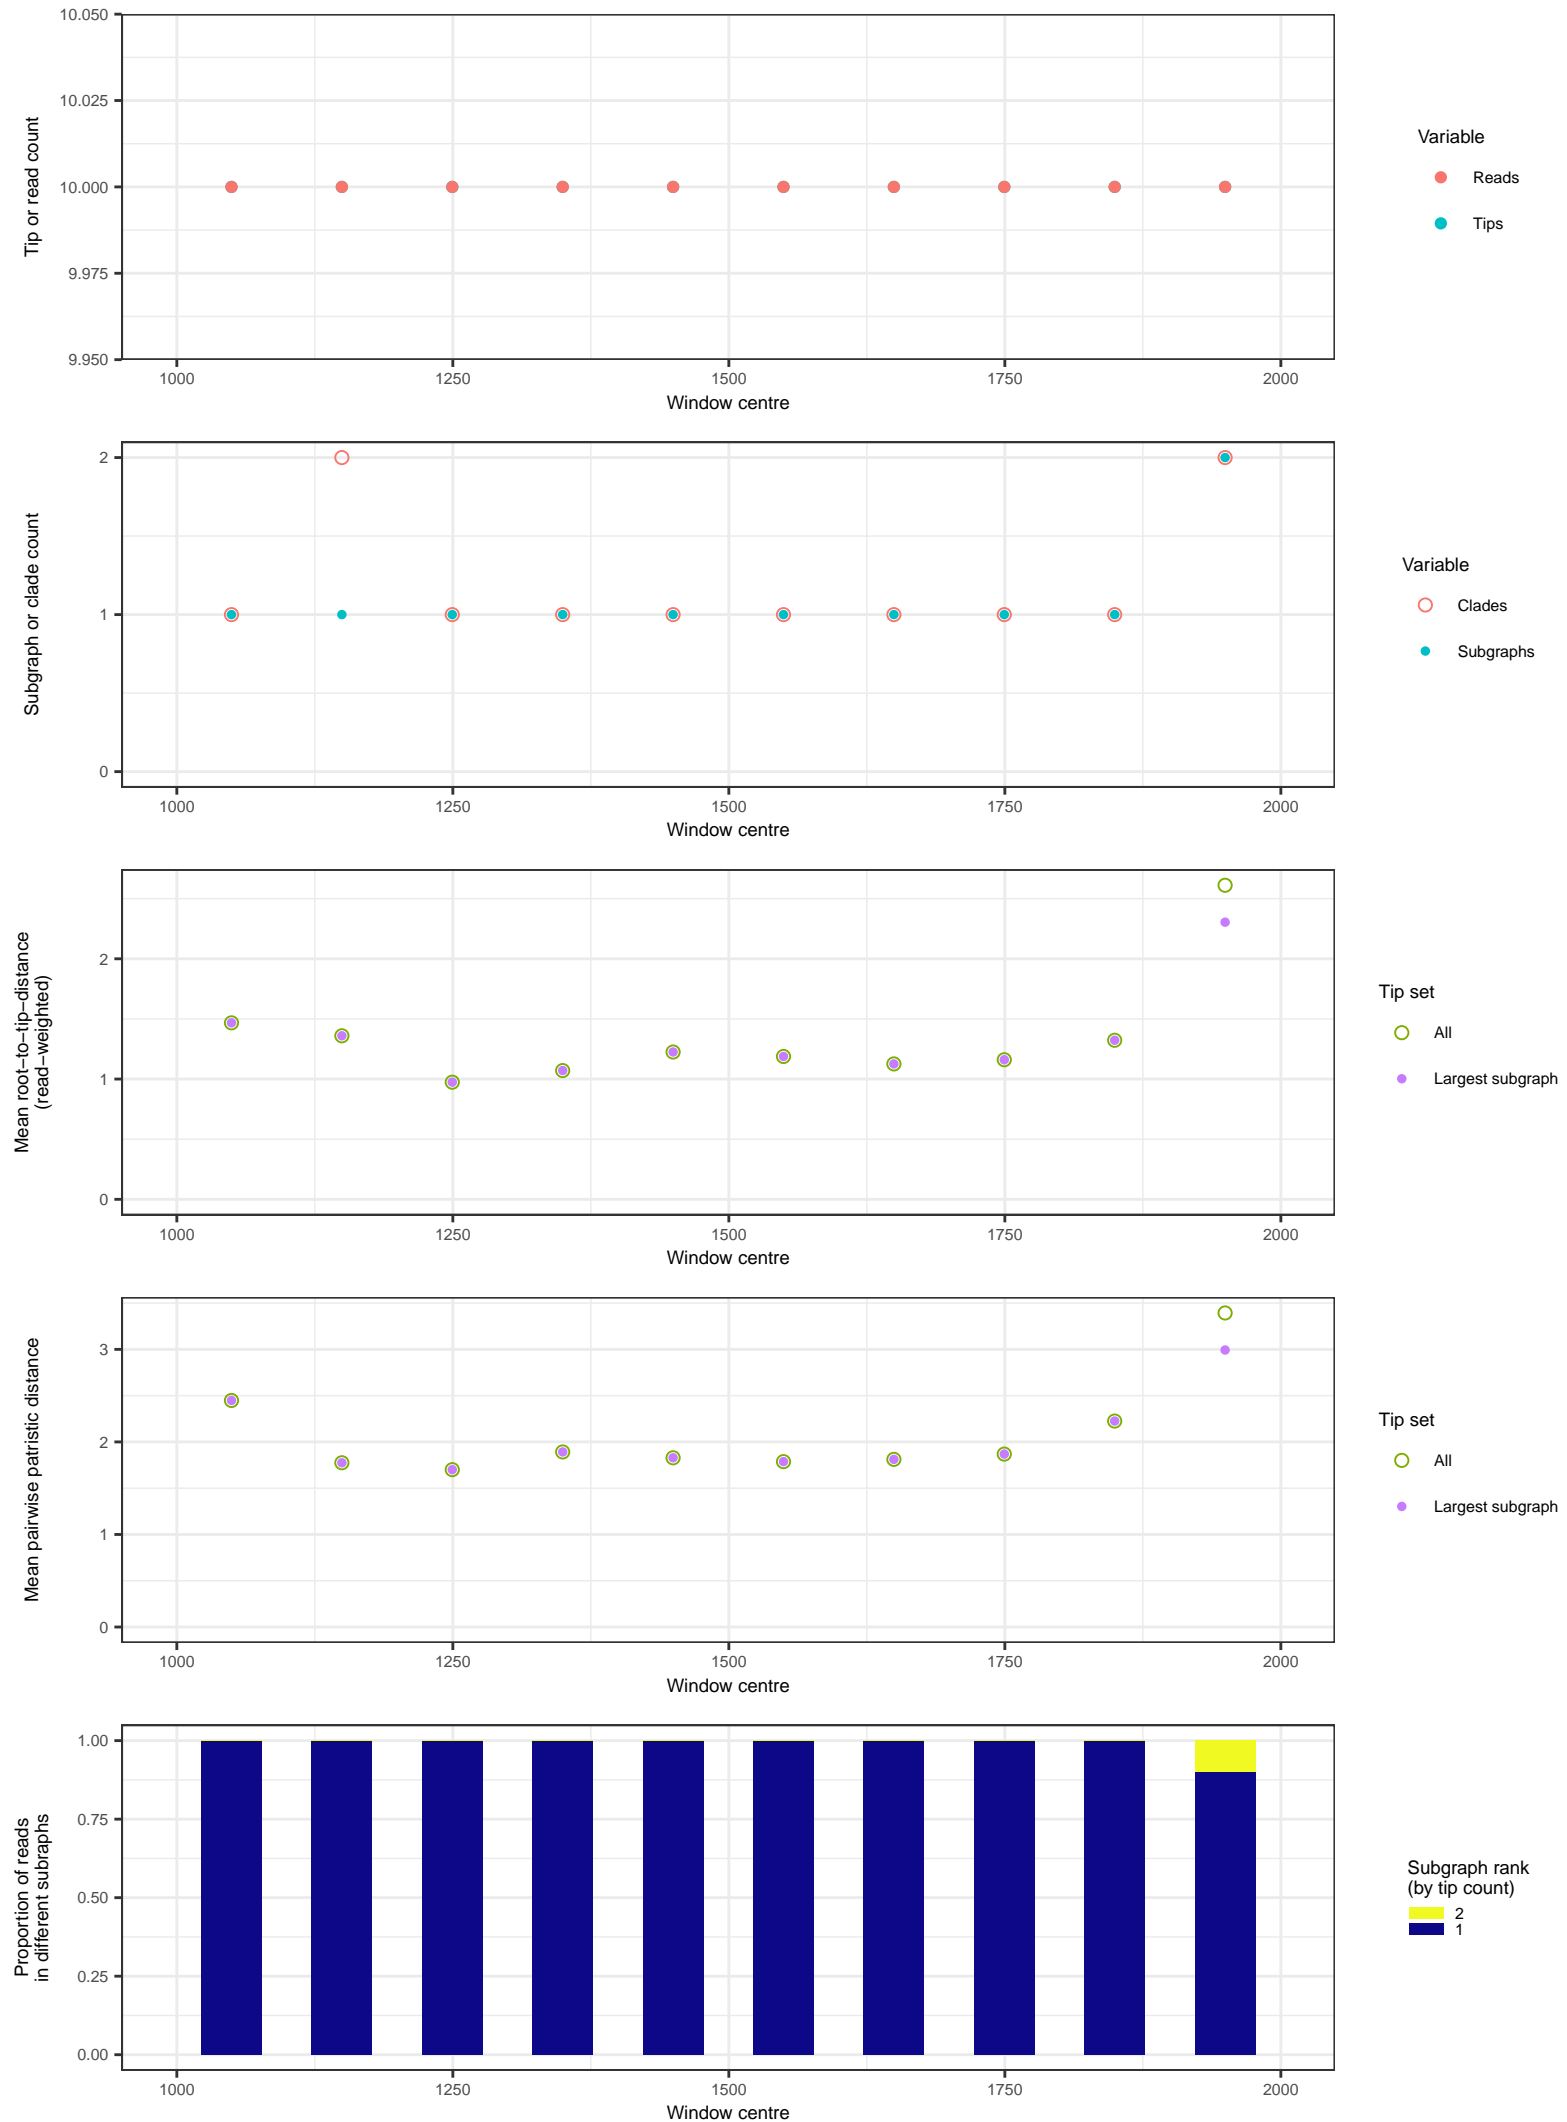 10.050
10.025
10.000
9.975
9.950
Tip or read count
1000 1250 1500 1750 2000
Window centre
Variable
Reads
Tips
2
1
0
Subgraph or clade count
1000 1250 1500 1750 2000
Window centre
Variable
Clades
Subgraphs
2
1
0
Mean root−to−tip−distance
(read−weighted)
1000 1250 1500 1750 2000
Window centre
Tip set
All
Largest subgraph
3
2
1
0
Mean pairwise patristic distance
1000 1250 1500 1750 2000
Window centre
Tip set
All
Largest subgraph
1.00
0.75
0.50
0.25
0.00
Proportion of reads
in different subraphs
1000 1250 1500 1750 2000
Window centre
Subgraph rank
(by tip count)
2
1